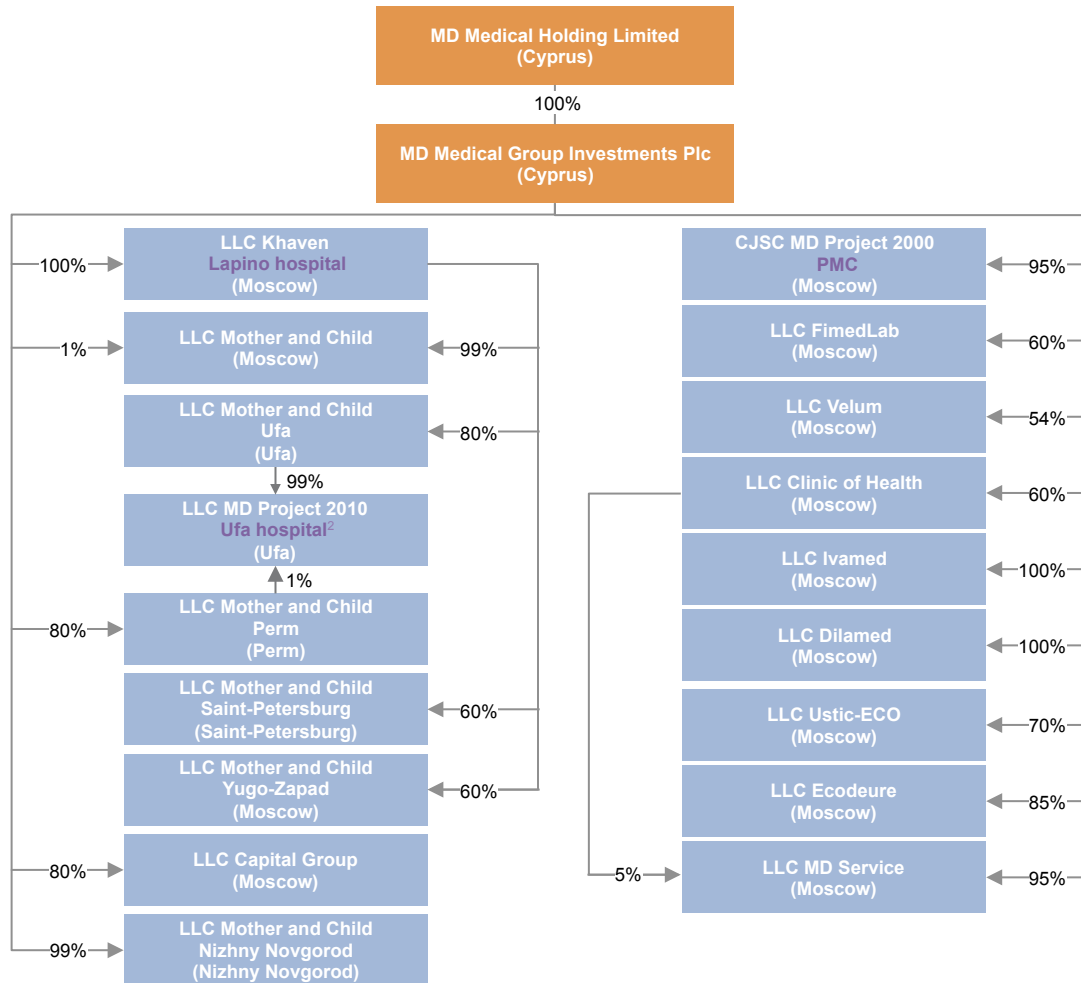 MD Medical Holding Limited
(Cyprus)
100%
MD Medical Group Investments Plc
(Cyprus)
LLC Khaven
Lapino hospital
(Moscow)
100%
LLC Mother and Child
(Moscow)
1%
99%
LLC Mother and Child
Ufa
(Ufa)
80%
99%
LLC MD Project 2010
Ufa hospital²
(Ufa)
1%
LLC Mother and Child
Perm
(Perm)
80%
LLC Mother and Child
Saint-Petersburg
(Saint-Petersburg)
60%
LLC Mother and Child
Yugo-Zapad
(Moscow)
60%
LLC Capital Group
(Moscow)
80%
LLC Mother and Child
Nizhny Novgorod
(Nizhny Novgorod)
99%
CJSC MD Project 2000
PMC
(Moscow)
95%
LLC FimedLab
(Moscow)
60%
LLC Velum
(Moscow)
54%
LLC Clinic of Health
(Moscow)
60%
LLC Ivamed
(Moscow)
100%
LLC Dilamed
(Moscow)
100%
LLC Ustic-ECO
(Moscow)
70%
LLC Ecodeure
(Moscow)
85%
5%
LLC MD Service
(Moscow)
95%